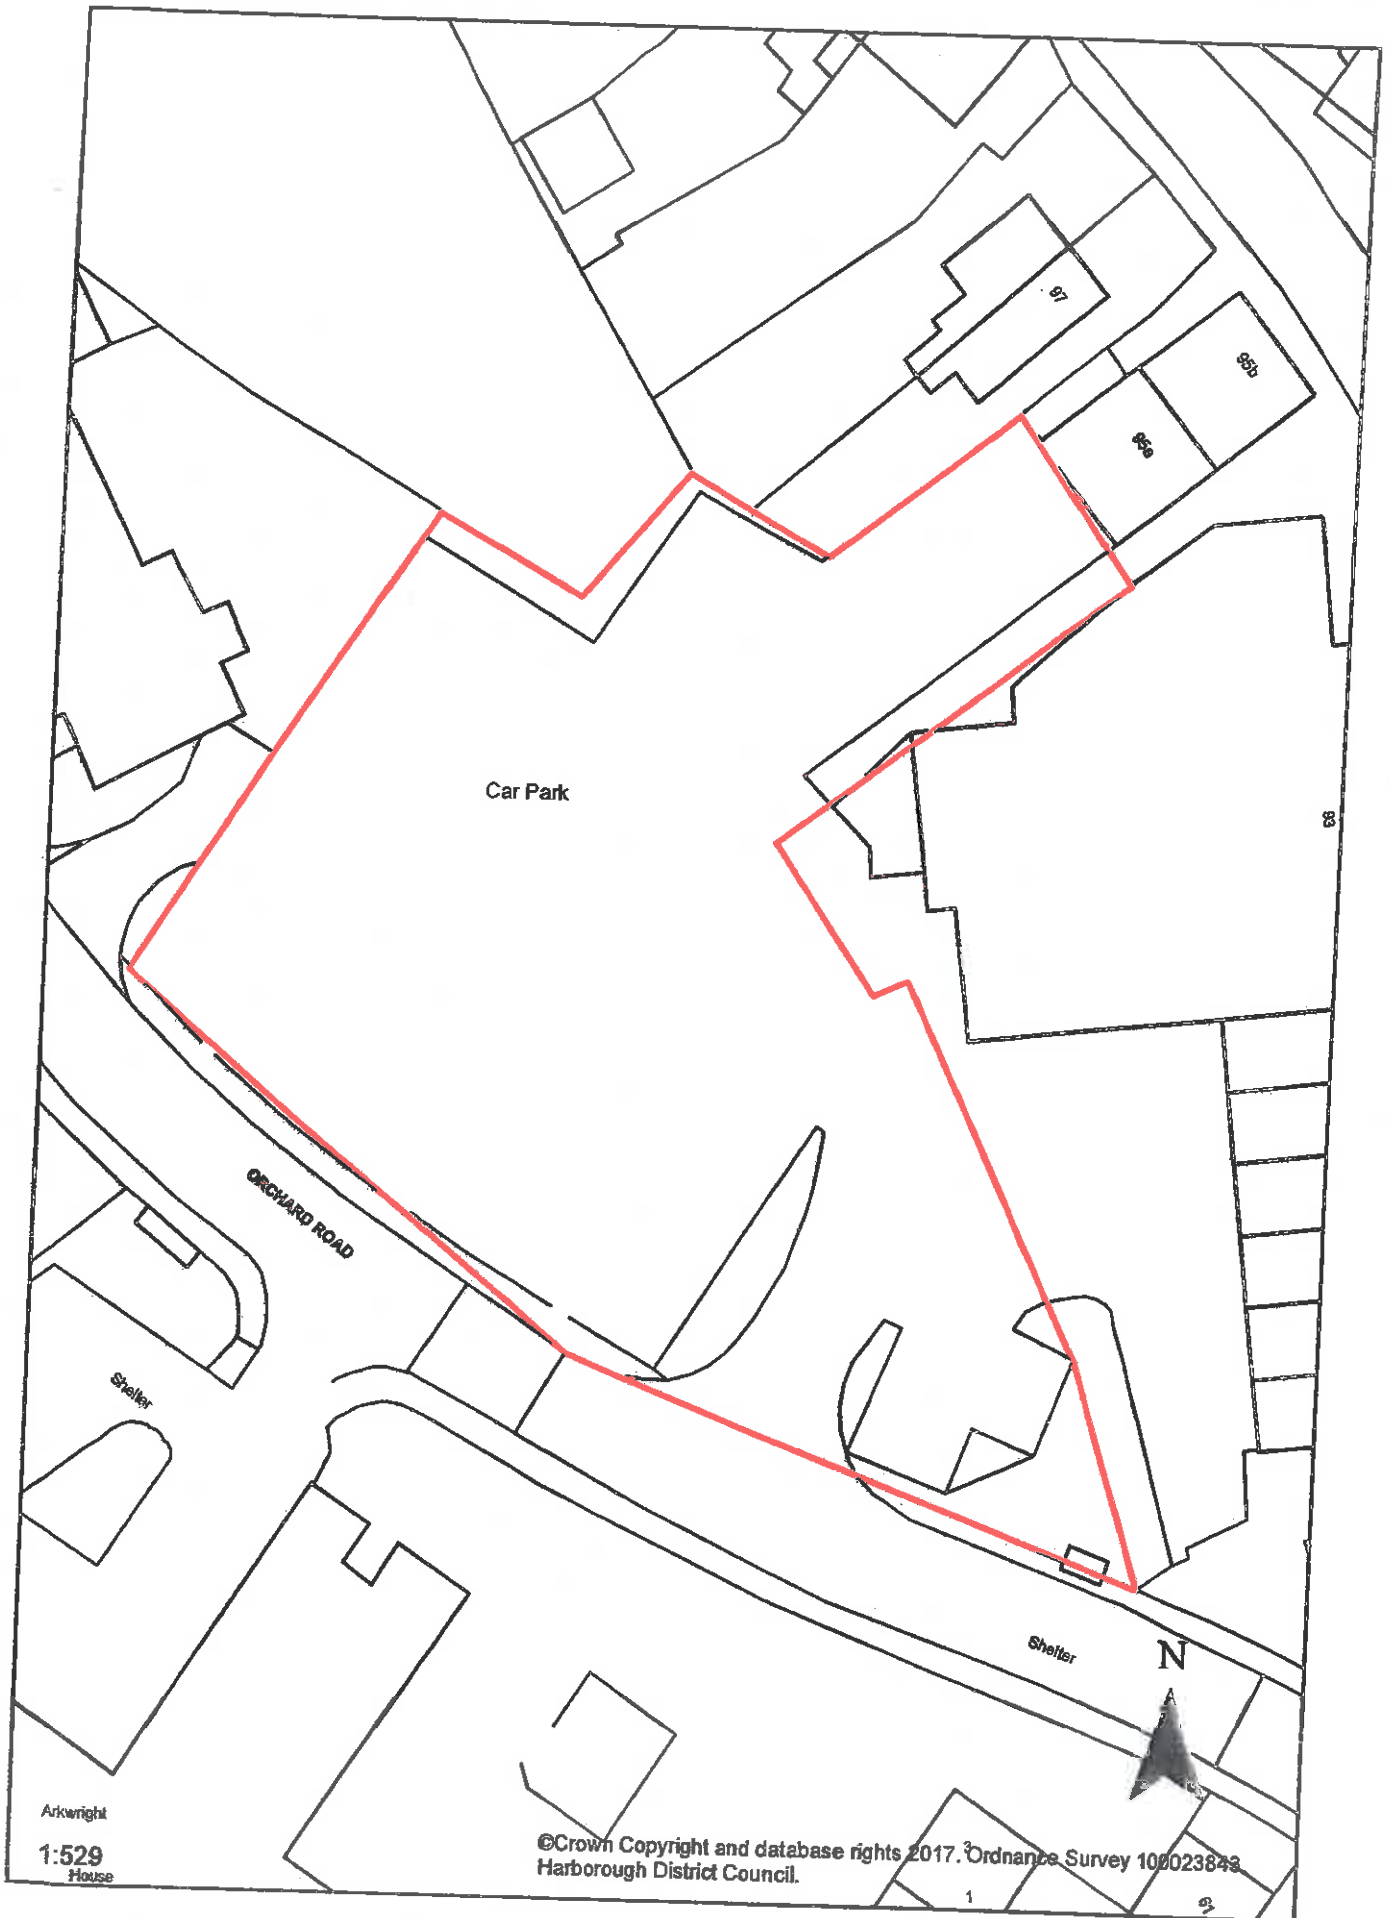 97
95b
95a
Car Park
93
ORCHARD ROAD
Shelter
Shelter
N
Arkwright
House
1:529
©Crown Copyright and database rights 2017. Ordnance Survey 100023843
Harborough District Council.
3
1